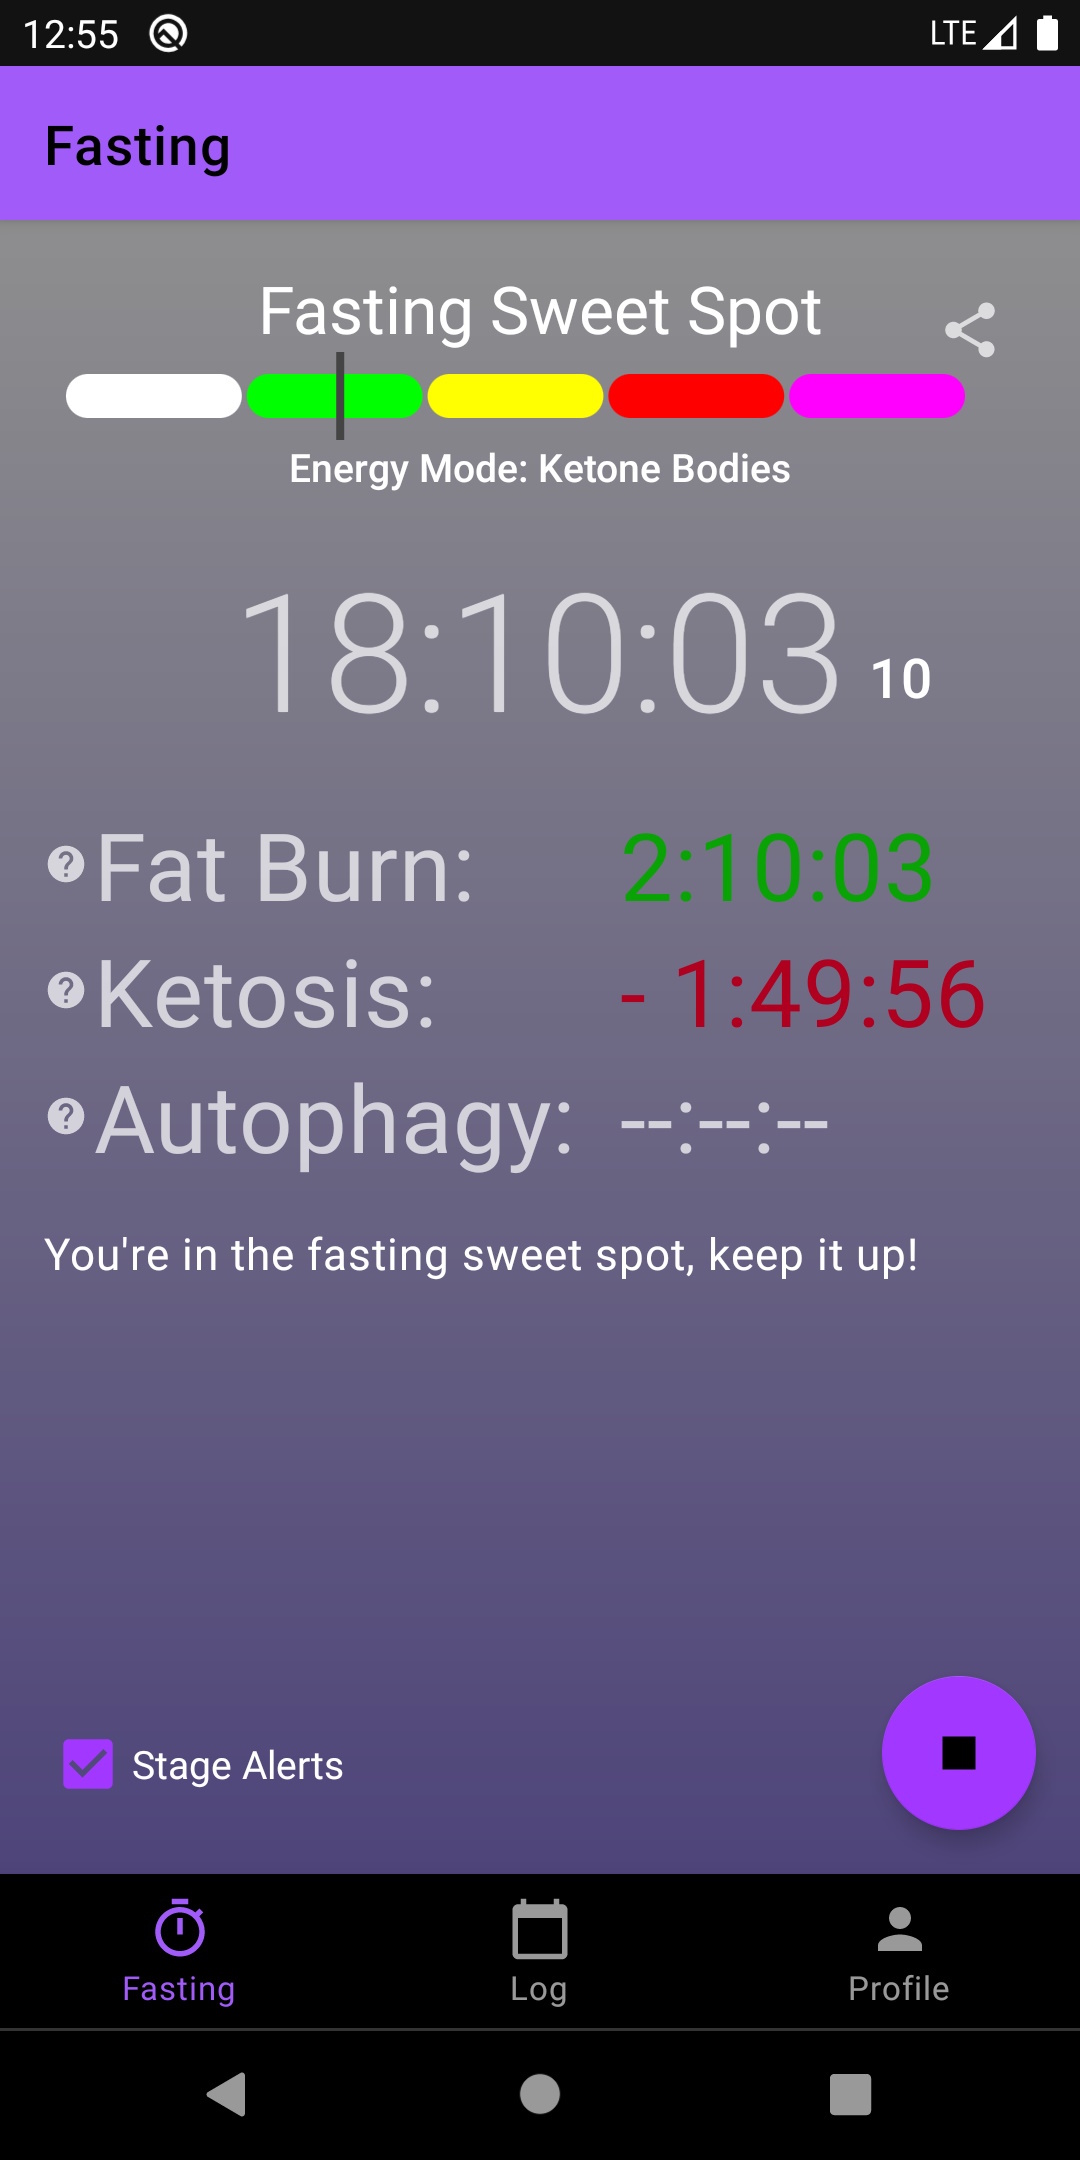 12:55 LTE
Fasting
Fasting Sweet Spot
Energy Mode: Ketone Bodies
18:10:03 10
Fat Burn: 2:10:03
Ketosis: - 1:49:56
Autophagy: --:--:--
You're in the fasting sweet spot, keep it up!
Stage Alerts
Fasting Log Profile